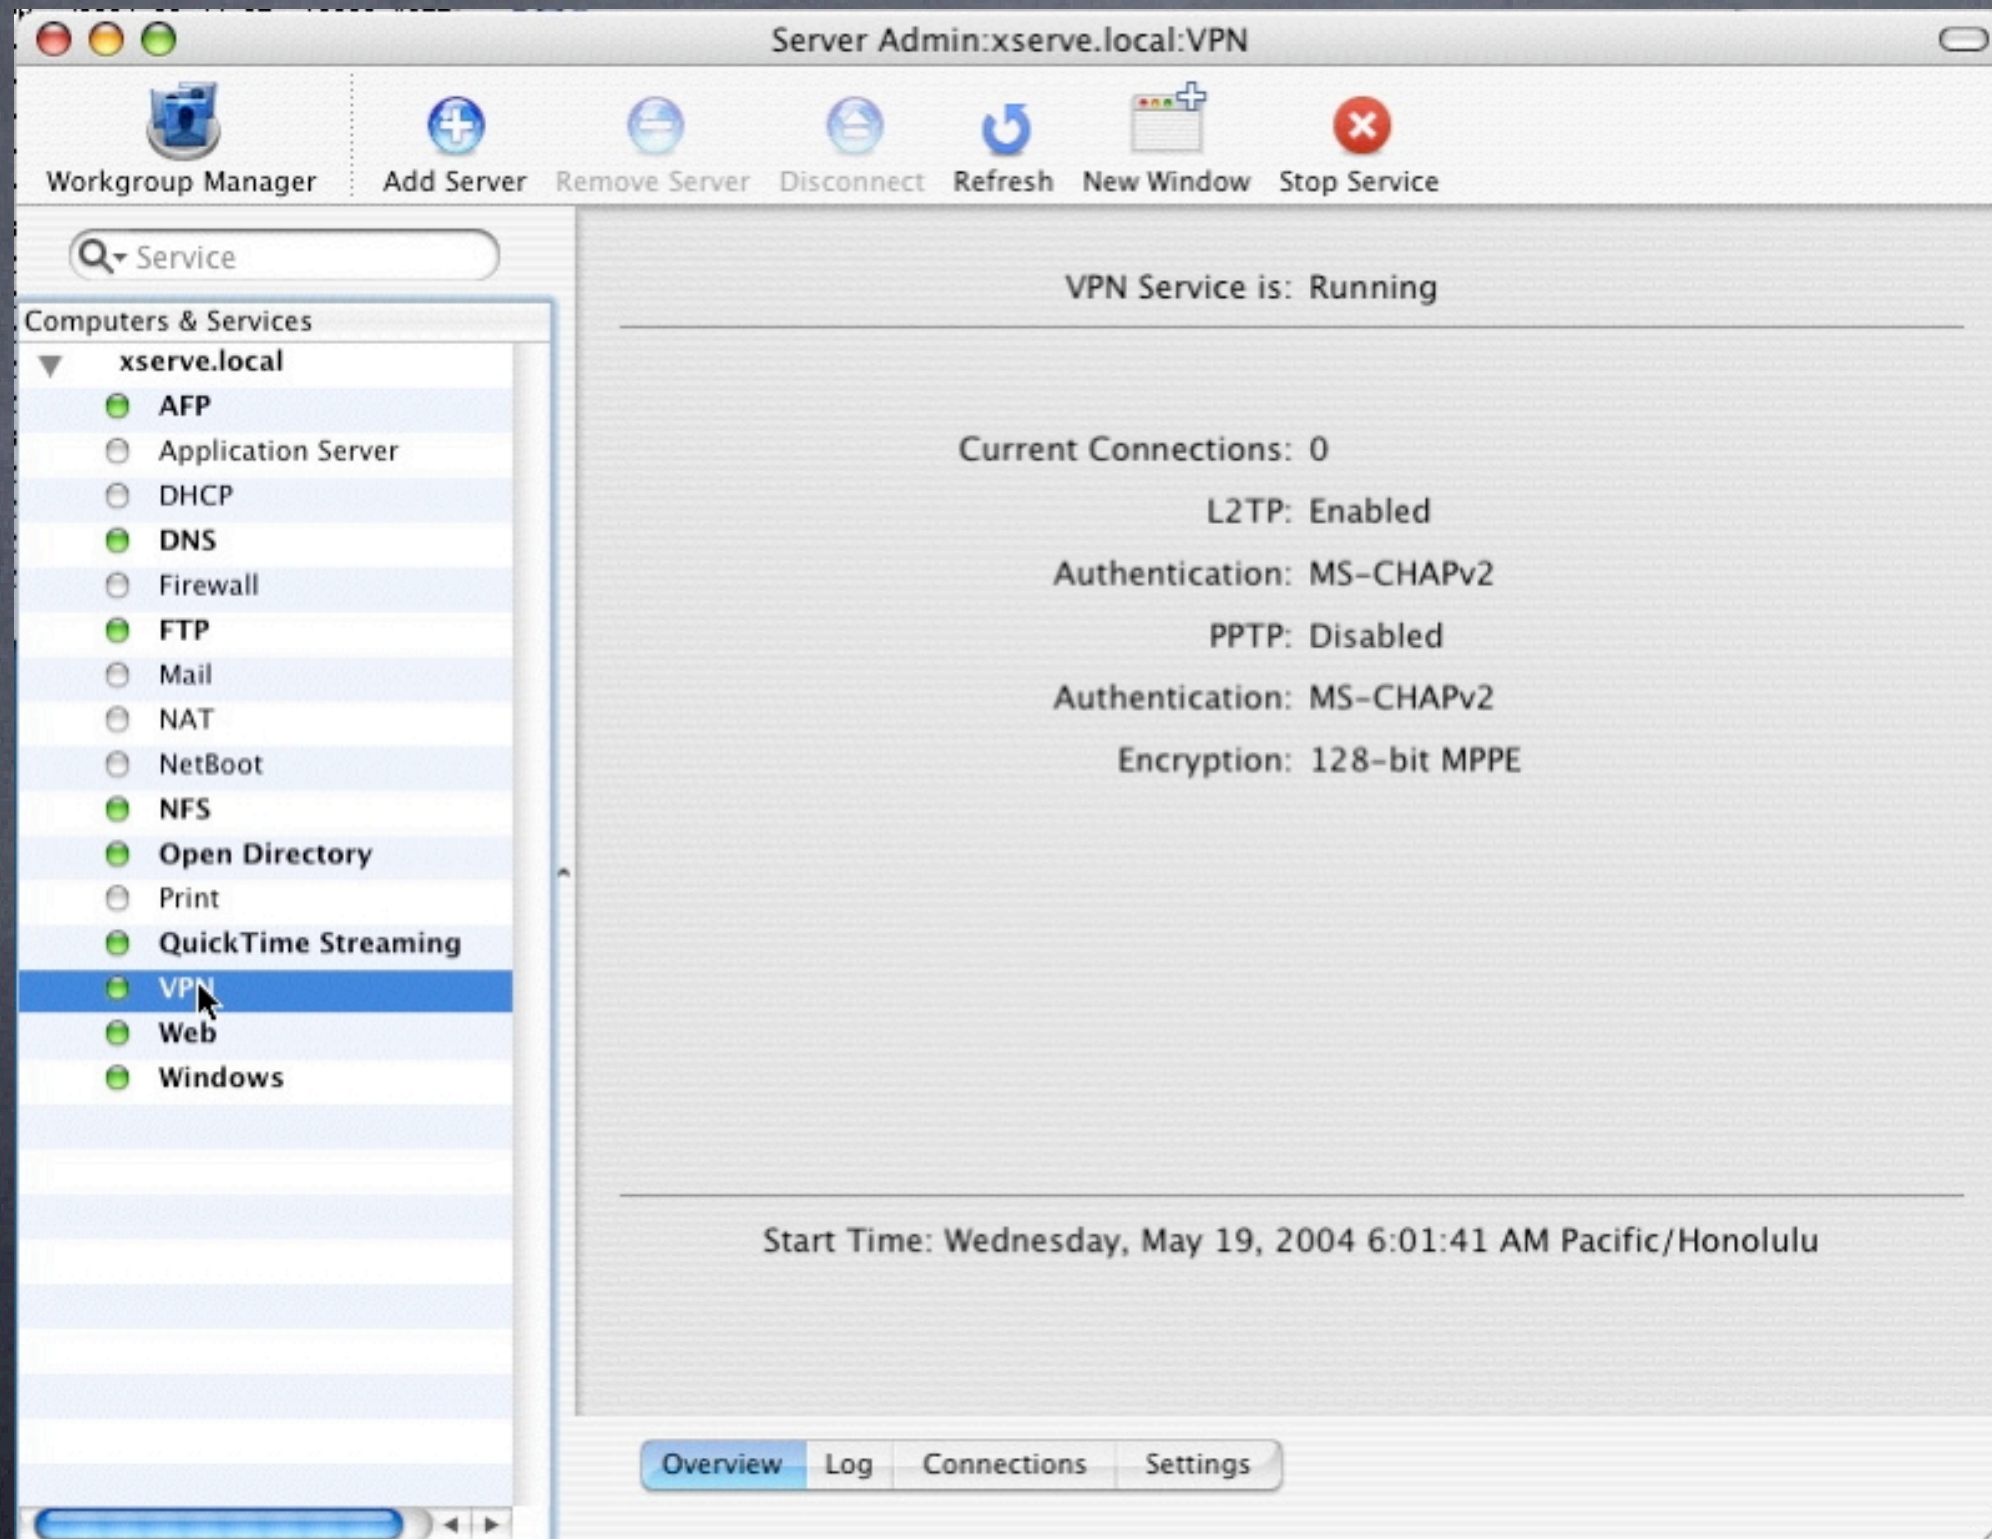 Server Admin:xserve.local:VPN
Workgroup Manager
Add Server
Remove Server
Disconnect
Refresh
New Window
Stop Service
Service
Computers & Services
xserve.local
AFP
Application Server
DHCP
DNS
Firewall
FTP
Mail
NAT
NetBoot
NFS
Open Directory
Print
QuickTime Streaming
VPN
Web
Windows
VPN Service is: Running
Current Connections: 0
L2TP: Enabled
Authentication: MS-CHAPv2
PPTP: Disabled
Authentication: MS-CHAPv2
Encryption: 128-bit MPPE
Start Time: Wednesday, May 19, 2004 6:01:41 AM Pacific/Honolulu
Overview
Log
Connections
Settings